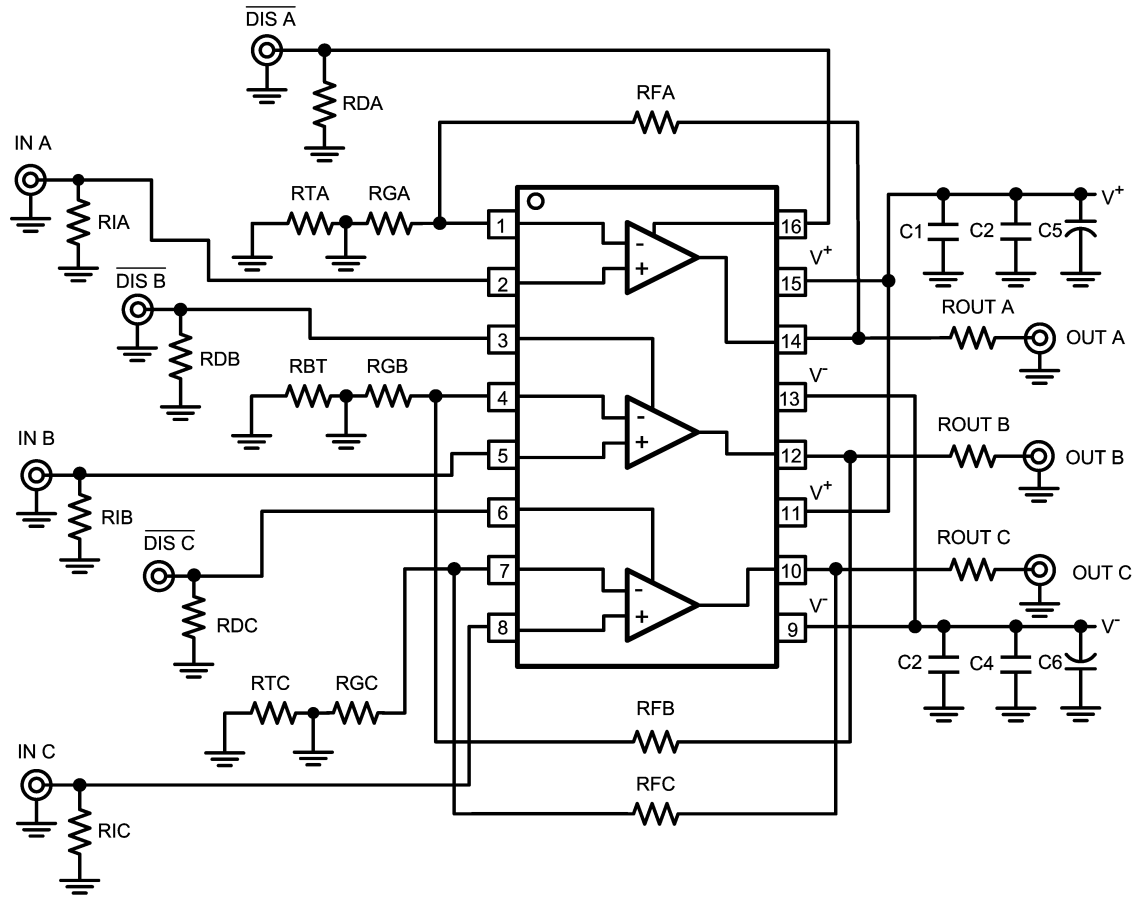 DIS A
RDA
RFA
IN A
RIA
RTA
RGA
1
16
V+
C1
C2
C5
V+
2
15
DIS B
RDB
3
14
ROUT A
OUT A
V-
RBT
RGB
4
13
IN B
RIB
5
12
ROUT B
OUT B
V+
6
11
DIS C
RDC
7
10
ROUT C
OUT C
V-
8
9
V-
C2
C4
C6
RTC
RGC
RFB
IN C
RIC
RFC